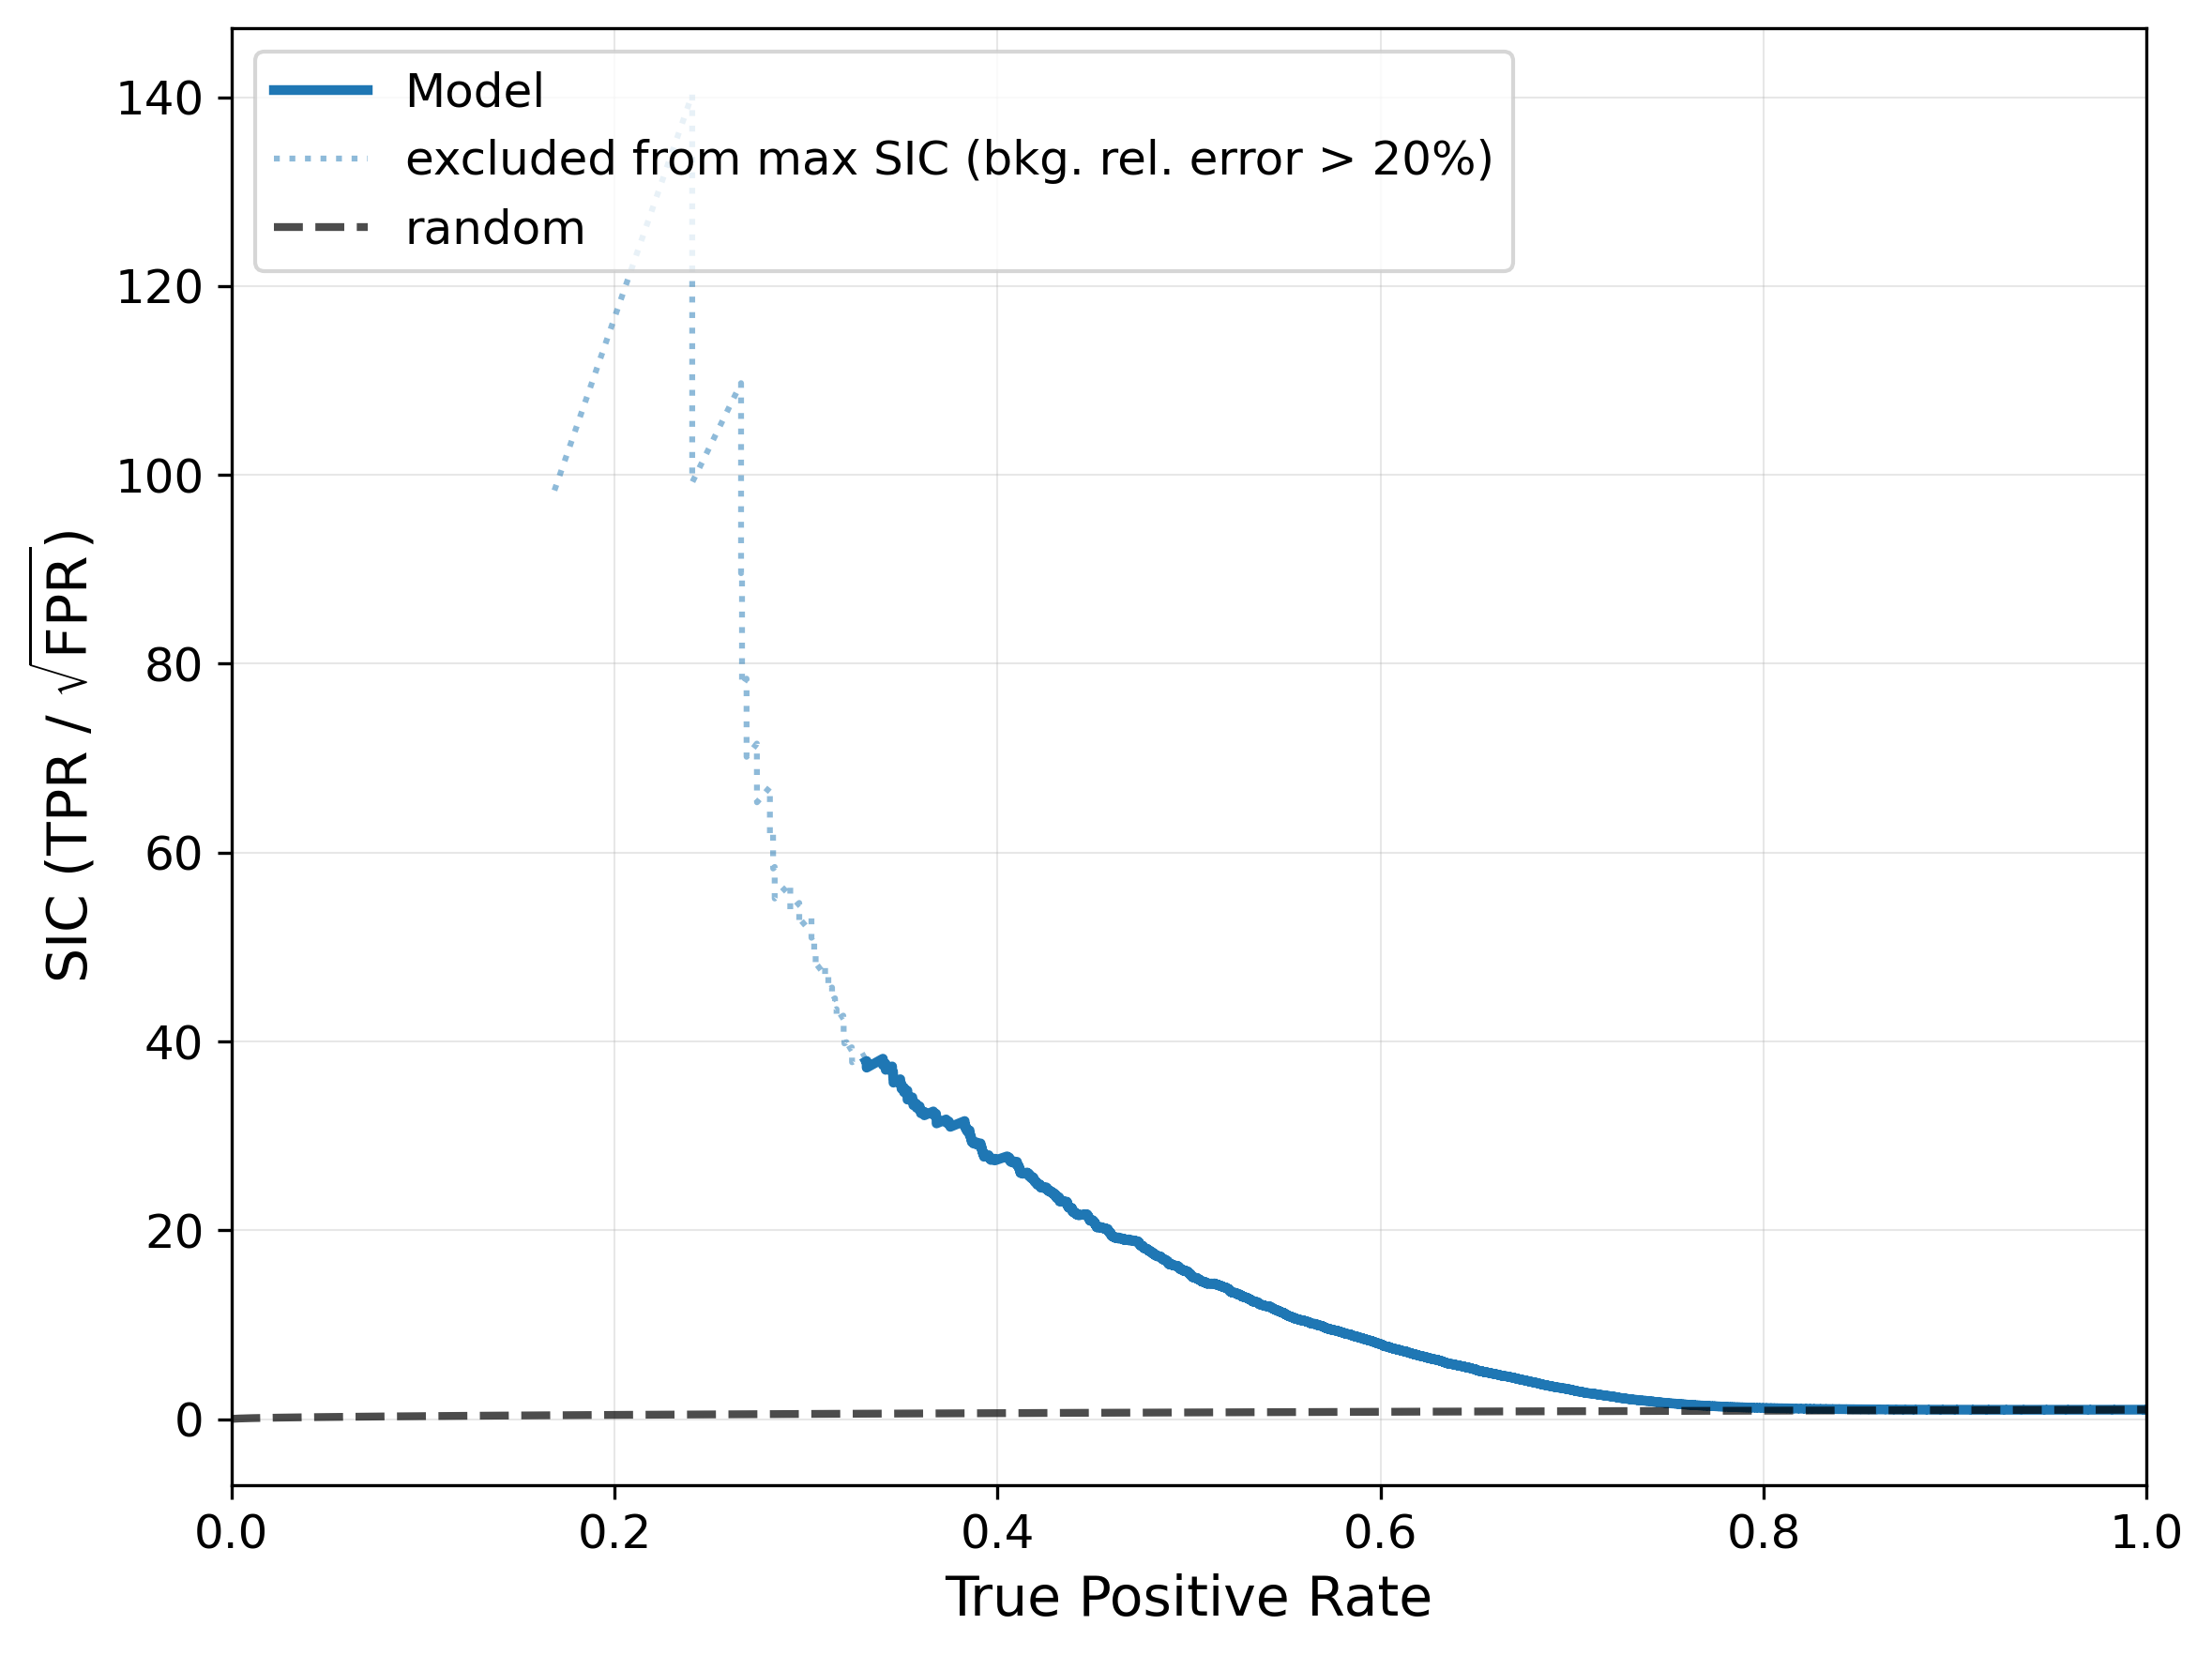 Model
excluded from max SIC (bkg. rel. error > 20%)
random
140
120
100
80
60
40
20
0
SIC (TPR / √FPR)
0.0 0.2 0.4 0.6 0.8 1.0
True Positive Rate